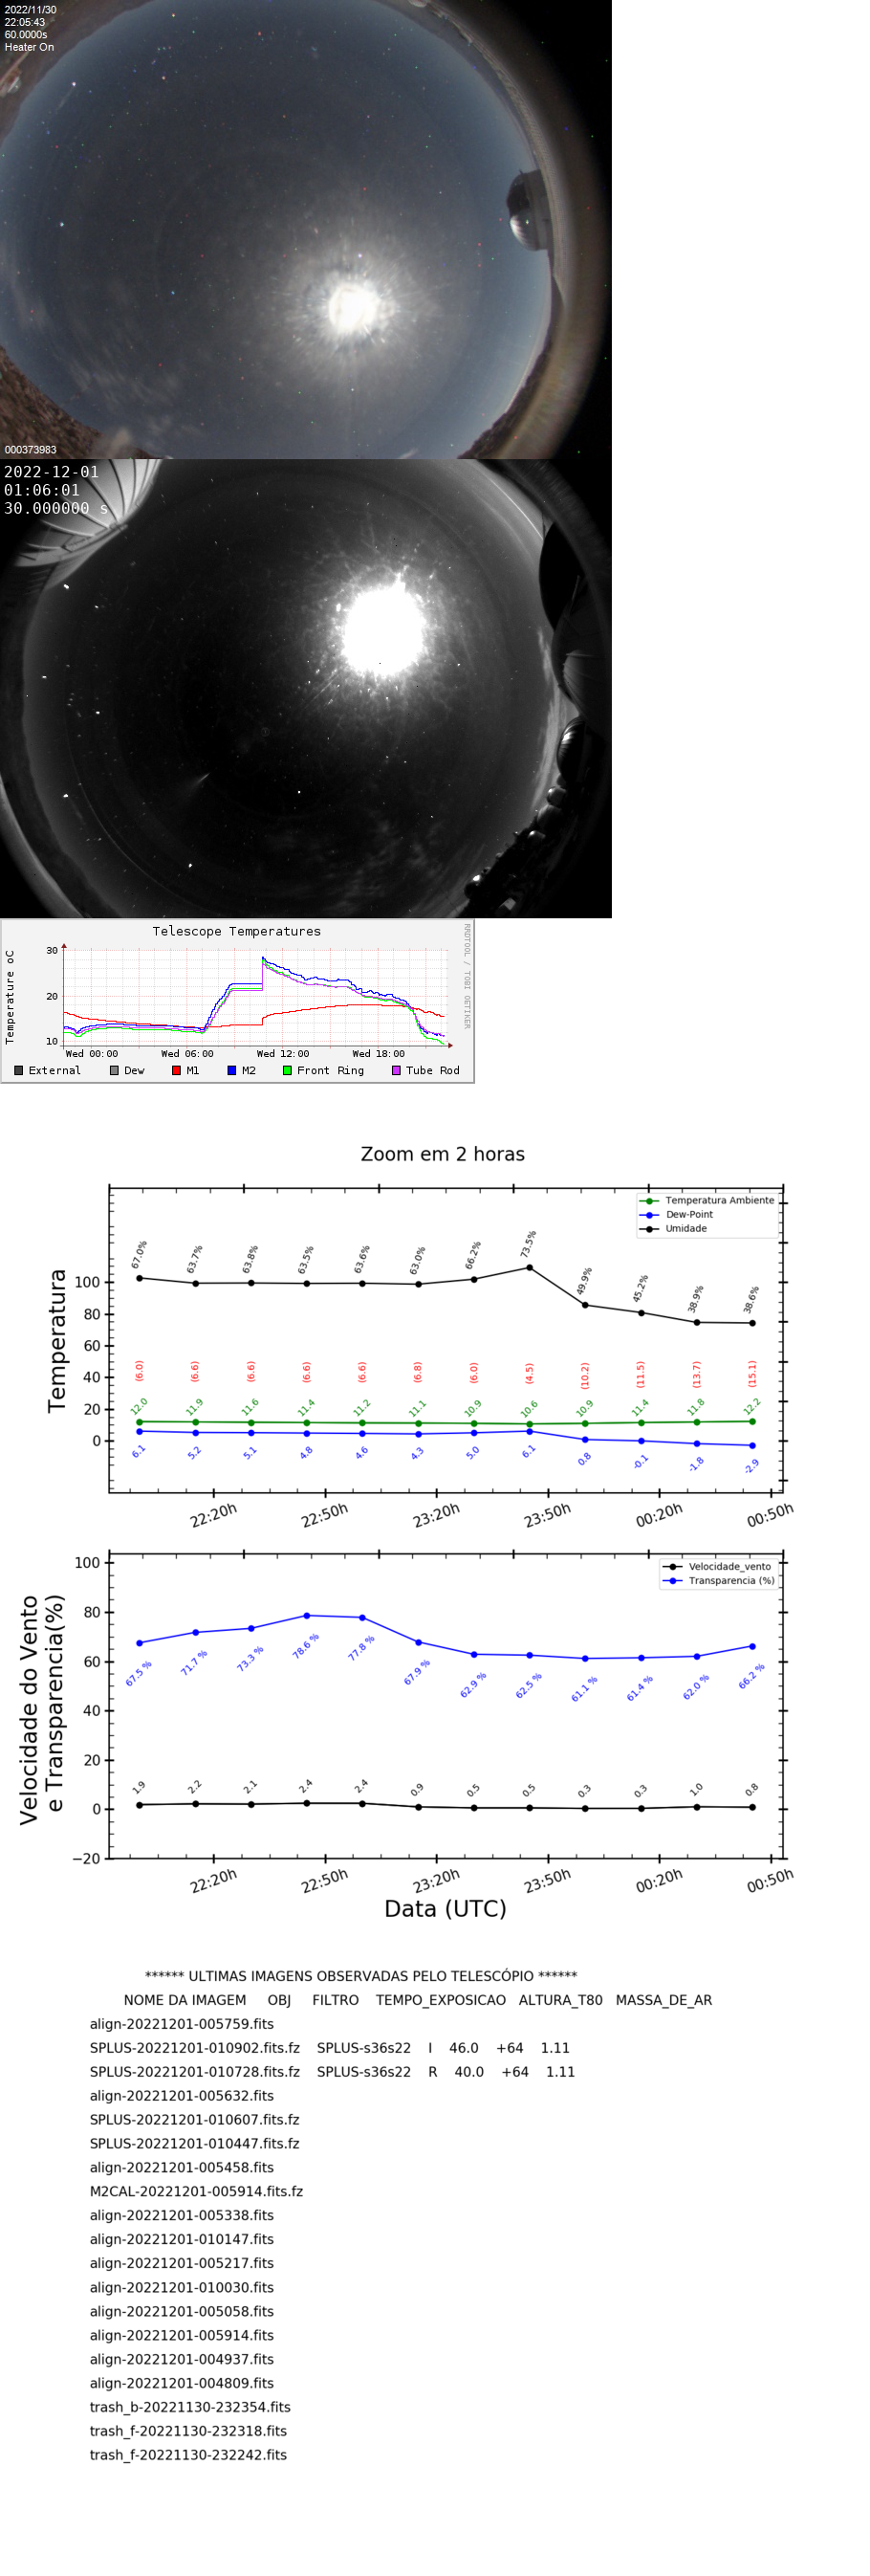 2022/11/30
22:05:43
60.0000s
Heater On
000373983
2022-12-01
01:06:01
30.000000 s
Telescope Temperatures
RRDTOOL / TOBI OETIKER
Temperature oC
30
20
10
Wed 00:00 Wed 06:00 Wed 12:00 Wed 18:00
External Dew M1 M2 Front Ring Tube Rod
Zoom em 2 horas
Temperatura Ambiente
Dew-Point
Umidade
Temperatura
100
80
60
40
20
0
67.0% 63.7% 63.8% 63.5% 63.6% 63.0% 66.2% 73.5% 49.9% 45.2% 38.9% 38.6%
(6.0) (6.6) (6.6) (6.6) (6.6) (6.8) (6.0) (4.5) (10.2) (11.5) (13.7) (15.1)
12.0 11.9 11.6 11.4 11.2 11.1 10.9 10.6 10.9 11.4 11.8 12.2
6.1 5.2 5.1 4.8 4.6 4.3 5.0 6.1 0.8 -0.1 -1.8 -2.9
22:20h 22:50h 23:20h 23:50h 00:20h 00:50h
Velocidade_vento
Transparencia (%)
Velocidade do Vento
e Transparencia(%)
100
80
60
40
20
0
−20
67.5 % 71.7 % 73.3 % 78.6 % 77.8 % 67.9 % 62.9 % 62.5 % 61.1 % 61.4 % 62.0 % 66.2 %
1.9 2.2 2.1 2.4 2.4 0.9 0.5 0.5 0.3 0.3 1.0 0.8
22:20h 22:50h 23:20h 23:50h 00:20h 00:50h
Data (UTC)
****** ULTIMAS IMAGENS OBSERVADAS PELO TELESCÓPIO ******
NOME DA IMAGEM OBJ FILTRO TEMPO_EXPOSICAO ALTURA_T80 MASSA_DE_AR
align-20221201-005759.fits
SPLUS-20221201-010902.fits.fz SPLUS-s36s22 I 46.0 +64 1.11
SPLUS-20221201-010728.fits.fz SPLUS-s36s22 R 40.0 +64 1.11
align-20221201-005632.fits
SPLUS-20221201-010607.fits.fz
SPLUS-20221201-010447.fits.fz
align-20221201-005458.fits
M2CAL-20221201-005914.fits.fz
align-20221201-005338.fits
align-20221201-010147.fits
align-20221201-005217.fits
align-20221201-010030.fits
align-20221201-005058.fits
align-20221201-005914.fits
align-20221201-004937.fits
align-20221201-004809.fits
trash_b-20221130-232354.fits
trash_f-20221130-232318.fits
trash_f-20221130-232242.fits